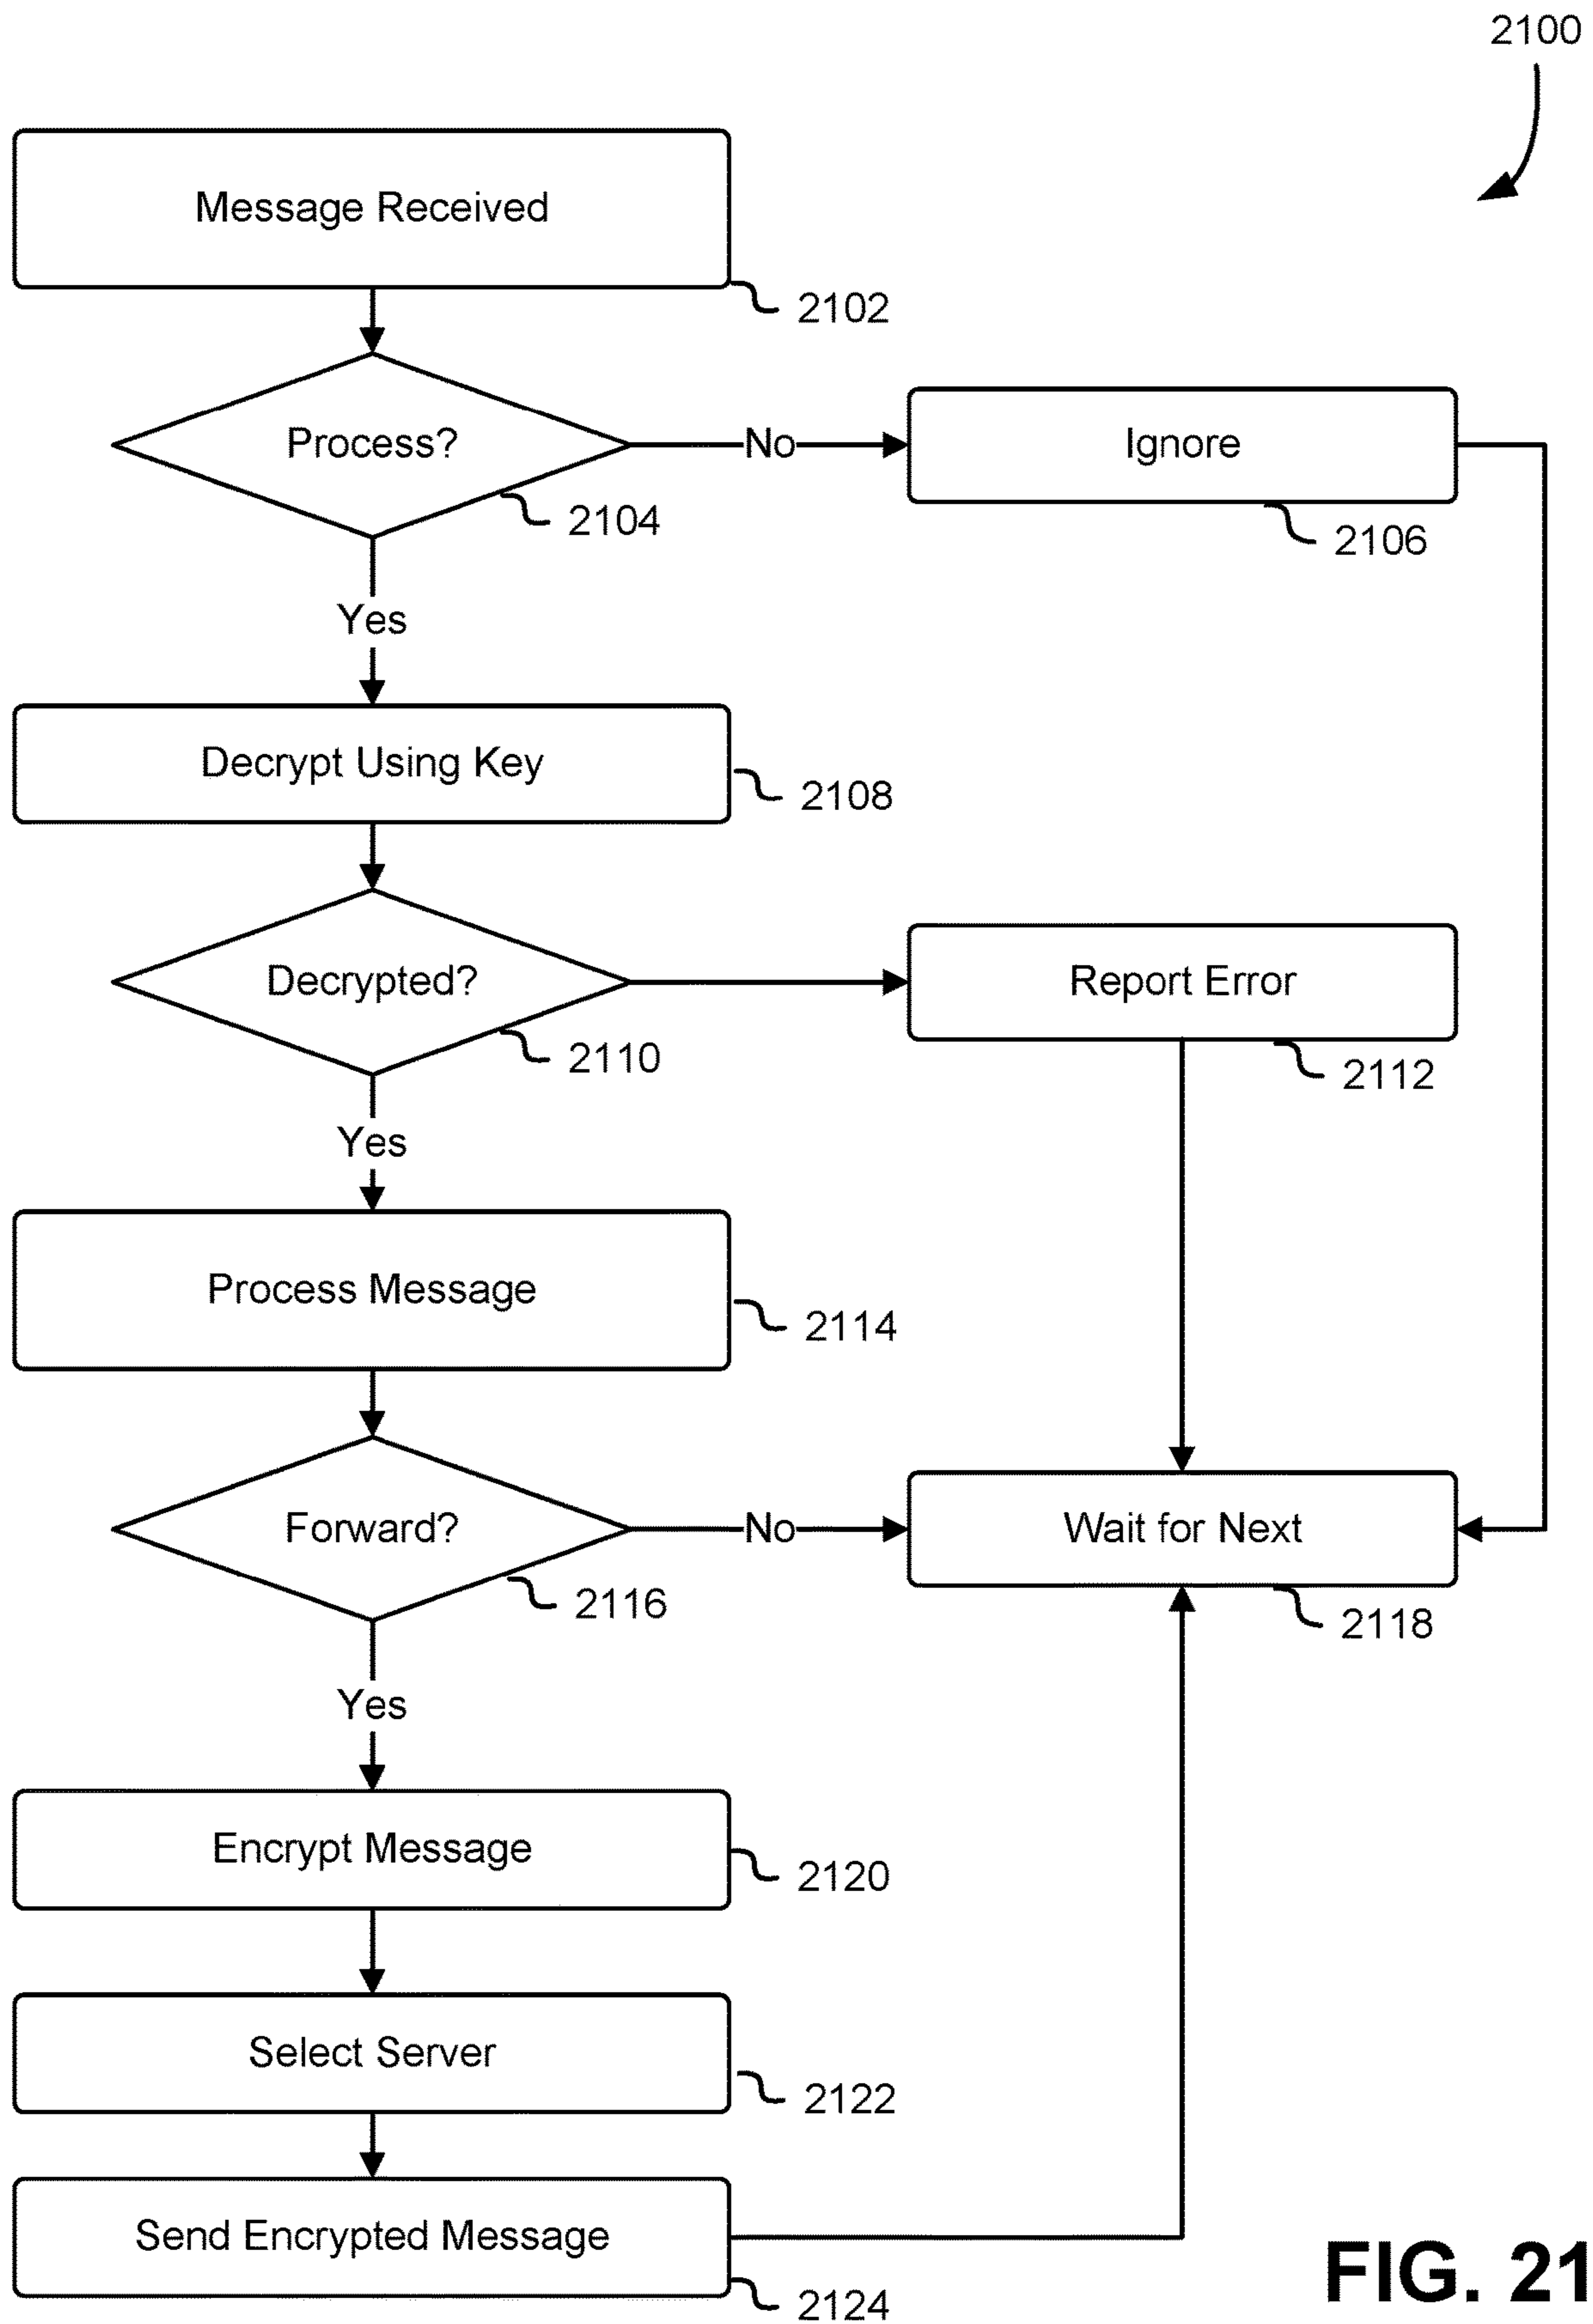 2100
Message Received
2102
Process?
No
Ignore
2104
2106
Yes
Decrypt Using Key
2108
Decrypted?
Report Error
2110
2112
Yes
Process Message
2114
Forward?
No
Wait for Next
2116
2118
Yes
Encrypt Message
2120
Select Server
2122
Send Encrypted Message
2124
FIG. 21